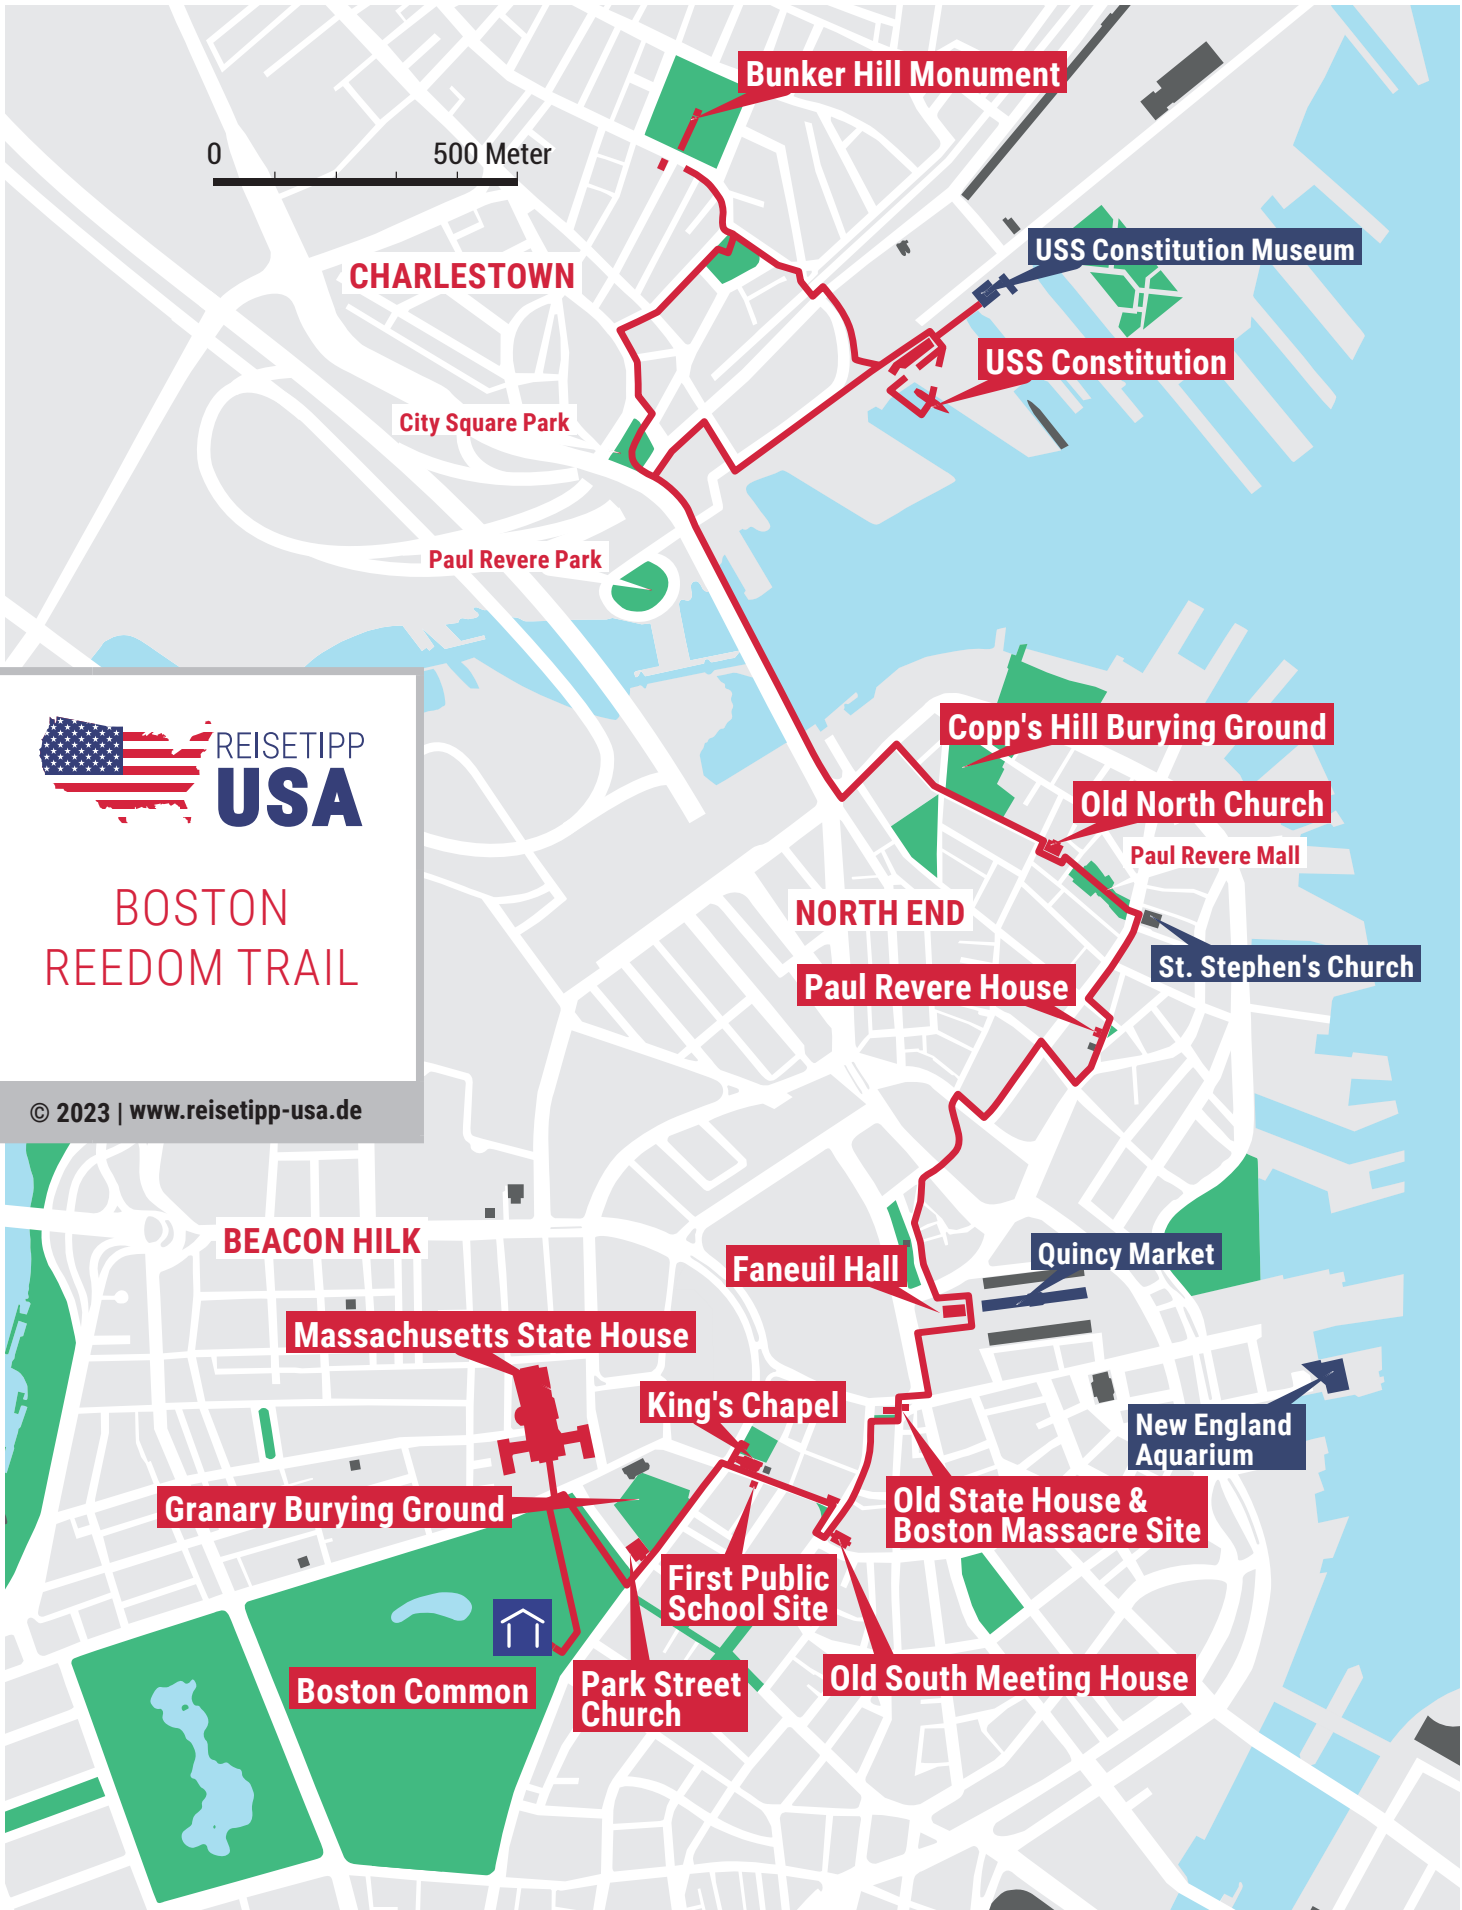 Bunker Hill Monument
0 500 Meter
USS Constitution Museum
CHARLESTOWN
USS Constitution
City Square Park
Paul Revere Park
REISETIPP
USA
BOSTON
REEDOM TRAIL
© 2023 | www.reisetipp-usa.de
Copp's Hill Burying Ground
Old North Church
Paul Revere Mall
NORTH END
St. Stephen's Church
Paul Revere House
BEACON HILK
Quincy Market
Faneuil Hall
Massachusetts State House
King's Chapel
New England
Aquarium
Granary Burying Ground
Old State House &
Boston Massacre Site
First Public
School Site
Boston Common
Park Street
Church
Old South Meeting House